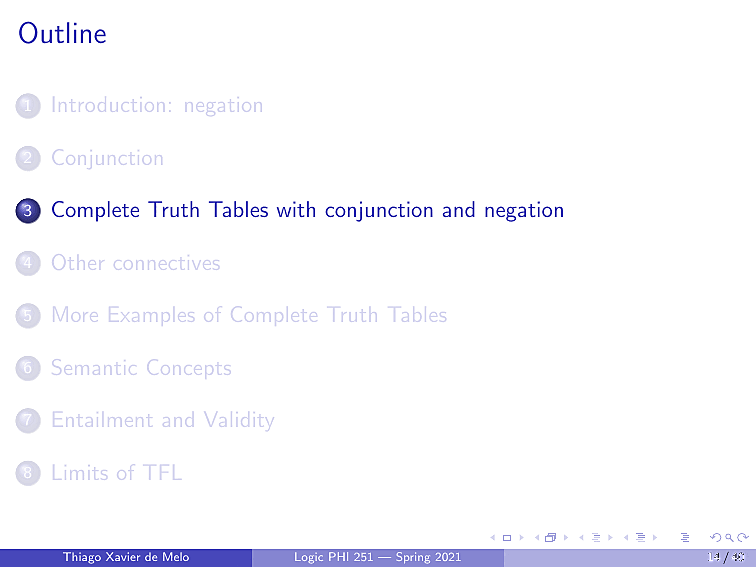 Outline
1 Introduction: negation
2 Conjunction
3 Complete Truth Tables with conjunction and negation
4 Other connectives
5 More Examples of Complete Truth Tables
6 Semantic Concepts
7 Entailment and Validity
8 Limits of TFL
Thiago Xavier de Melo Logic PHI 251 — Spring 2021